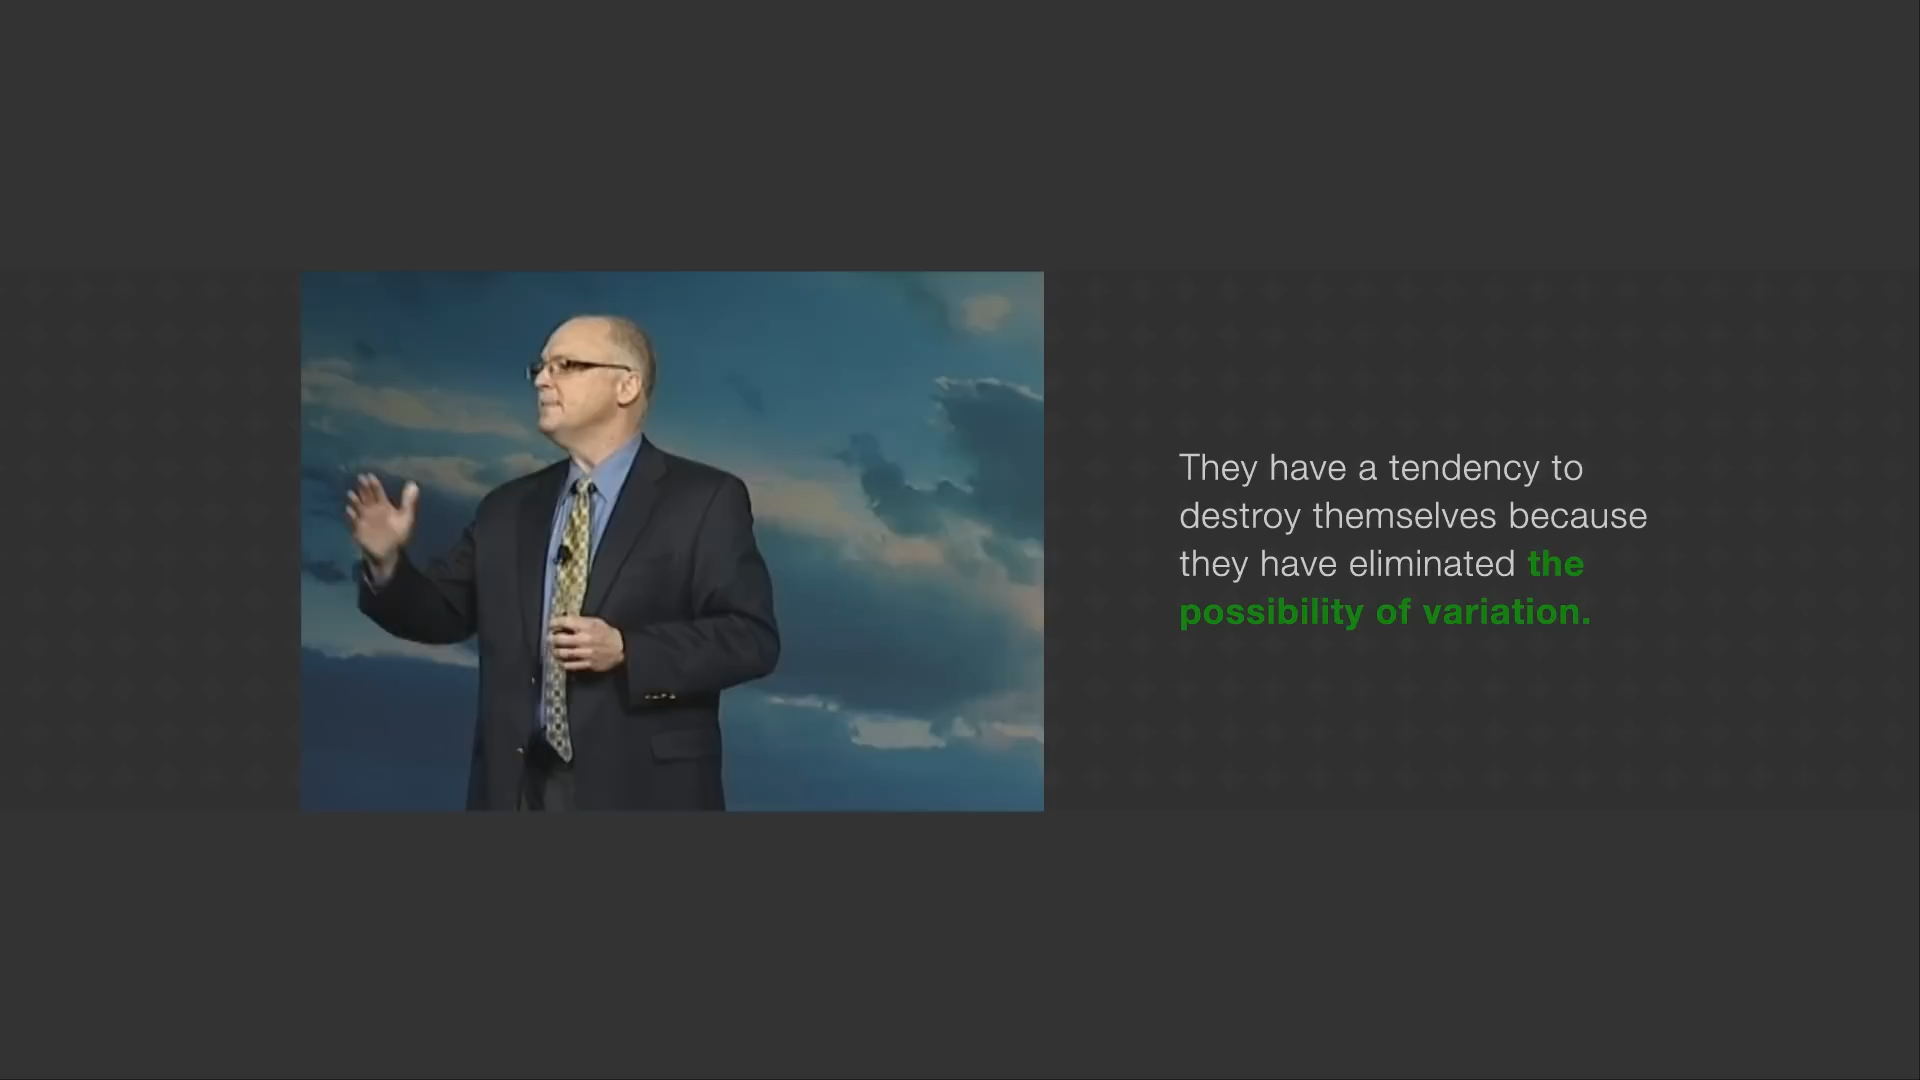 They have a tendency to
destroy themselves because
they have eliminated the
possibility of variation.